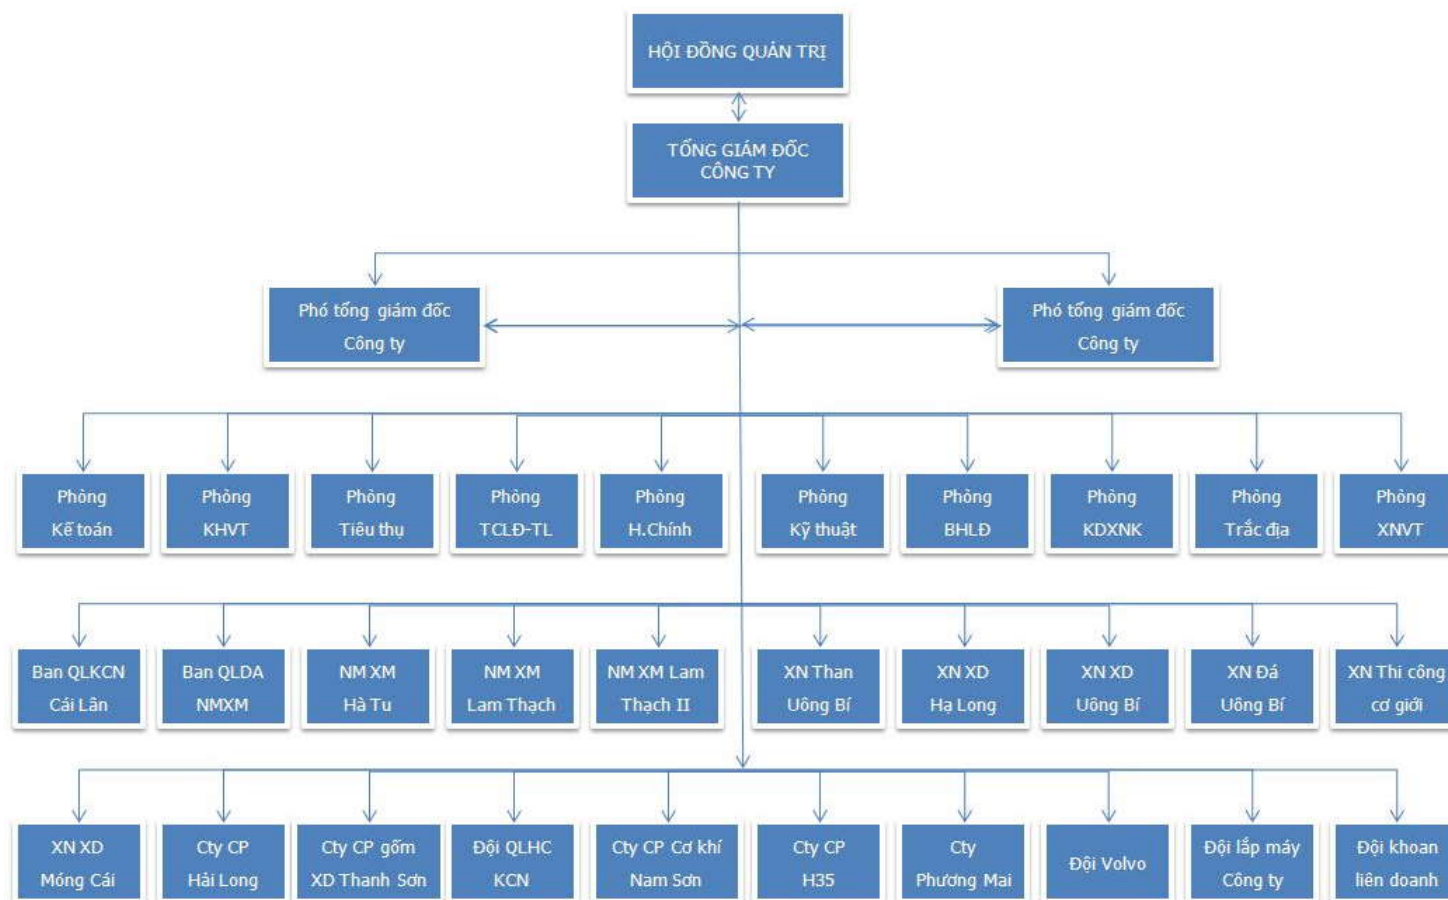 HỘI ĐỒNG QUẢN TRỊ
TỔNG GIÁM ĐỐC
CÔNG TY
Phó tổng giám đốc
Công ty
Phó tổng giám đốc
Công ty
Phòng
Kế toán
Phòng
KHVT
Phòng
Tiêu thụ
Phòng
TCLĐ-TL
Phòng
H.Chính
Phòng
Kỹ thuật
Phòng
BHLĐ
Phòng
KDXNK
Phòng
Trắc địa
Phòng
XNVT
Ban QLKCN
Cái Lân
Ban QLDA
NMXM
NM XM
Hà Tu
NM XM
Lam Thạch
NM XM Lam
Thạch II
XN Than
Uông Bí
XN XD
Hạ Long
XN XD
Uông Bí
XN Đá
Uông Bí
XN Thi công
cơ giới
XN XD
Móng Cái
Cty CP
Hải Long
Cty CP gốm
XD Thanh Sơn
Đội QLHC
KCN
Cty CP Cơ khí
Nam Sơn
Cty CP
H35
Cty
Phương Mai
Đội Volvo
Đội lắp máy
Công ty
Đội khoan
liên doanh